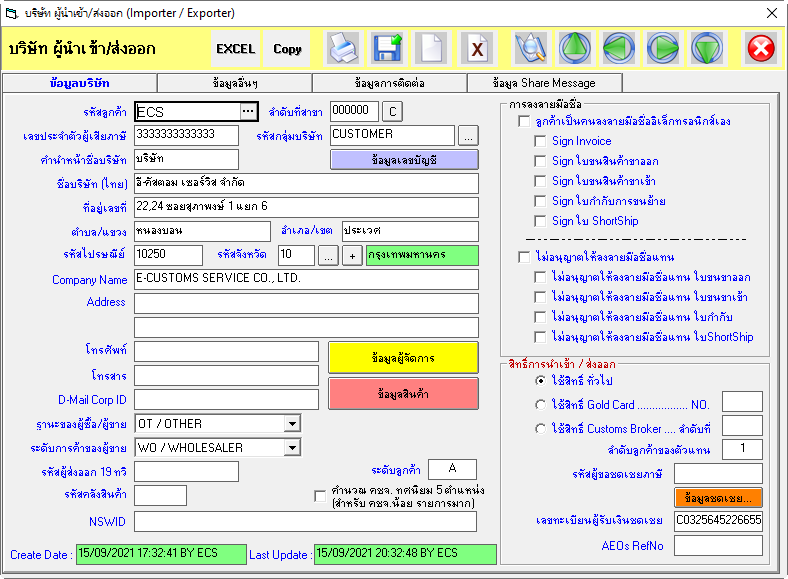 บริษัท ผู้นำเข้า/ส่งออก (Importer / Exporter)
บริษัท ผู้นำเข้า/ส่งออก EXCEL Copy
ข้อมูลบริษัท ข้อมูลอื่นๆ ข้อมูลการติดต่อ ข้อมูล Share Message
รหัสลูกค้า ECS ... ลำดับที่สาขา 000000 C
เลขประจำตัวผู้เสียภาษี 3333333333333 รหัสกลุ่มบริษัท CUSTOMER ...
คำนำหน้าชื่อบริษัท บริษัท ข้อมูลเลขบัญชี
ชื่อบริษัท (ไทย) อี-คัสตอม เซอร์วิส จำกัด
ที่อยู่เลขที่ 22,24 ซอยสุภาพงษ์ 1 แยก 6
ตำบล/แขวง หนองบอน อำเภอ/เขต ประเวศ
รหัสไปรษณีย์ 10250 รหัสจังหวัด 10 ... + กรุงเทพมหานคร
Company Name E-CUSTOMS SERVICE CO., LTD.
Address
โทรศัพท์ ข้อมูลผู้จัดการ
โทรสาร
D-Mail Corp ID ข้อมูลสินค้า
ฐานะของผู้ซื้อ/ผู้ขาย OT / OTHER
ระดับการค้าของผู้ขาย WO / WHOLESALER
รหัสผู้ส่งออก 19 ทวิ ระดับลูกค้า A
รหัสคลังสินค้า คำนวณ คชจ. ทศนิยม 5 ตำแหน่ง
(สำหรับ คชจ.น้อย รายการมาก)
NSWID
Create Date : 15/09/2021 17:32:41 BY ECS Last Update : 15/09/2021 20:32:48 BY ECS
การลงลายมือชื่อ
ลูกค้าเป็นคนลงลายมือชื่ออิเล็กทรอนิกส์เอง
Sign Invoice
Sign ใบขนสินค้าขาออก
Sign ใบขนสินค้าขาเข้า
Sign ใบกำกับการขนย้าย
Sign ใบ ShortShip
ไม่อนุญาตให้ลงลายมือชื่อแทน
ไม่อนุญาตให้ลงลายมือชื่อแทน ใบขนขาออก
ไม่อนุญาตให้ลงลายมือชื่อแทน ใบขนขาเข้า
ไม่อนุญาตให้ลงลายมือชื่อแทน ใบกำกับ
ไม่อนุญาตให้ลงลายมือชื่อแทน ใบShortShip
สิทธิ์การนำเข้า / ส่งออก
ใช้สิทธิ์ ทั่วไป
ใช้สิทธิ์ Gold Card ................ NO.
ใช้สิทธิ์ Customs Broker .... ลำดับที่
ลำดับลูกค้าของตัวแทน 1
รหัสผู้ขอชดเชยภาษี
ข้อมูลชดเชย...
เลขทะเบียนผู้รับเงินชดเชย C0325645226655
AEOs RefNo